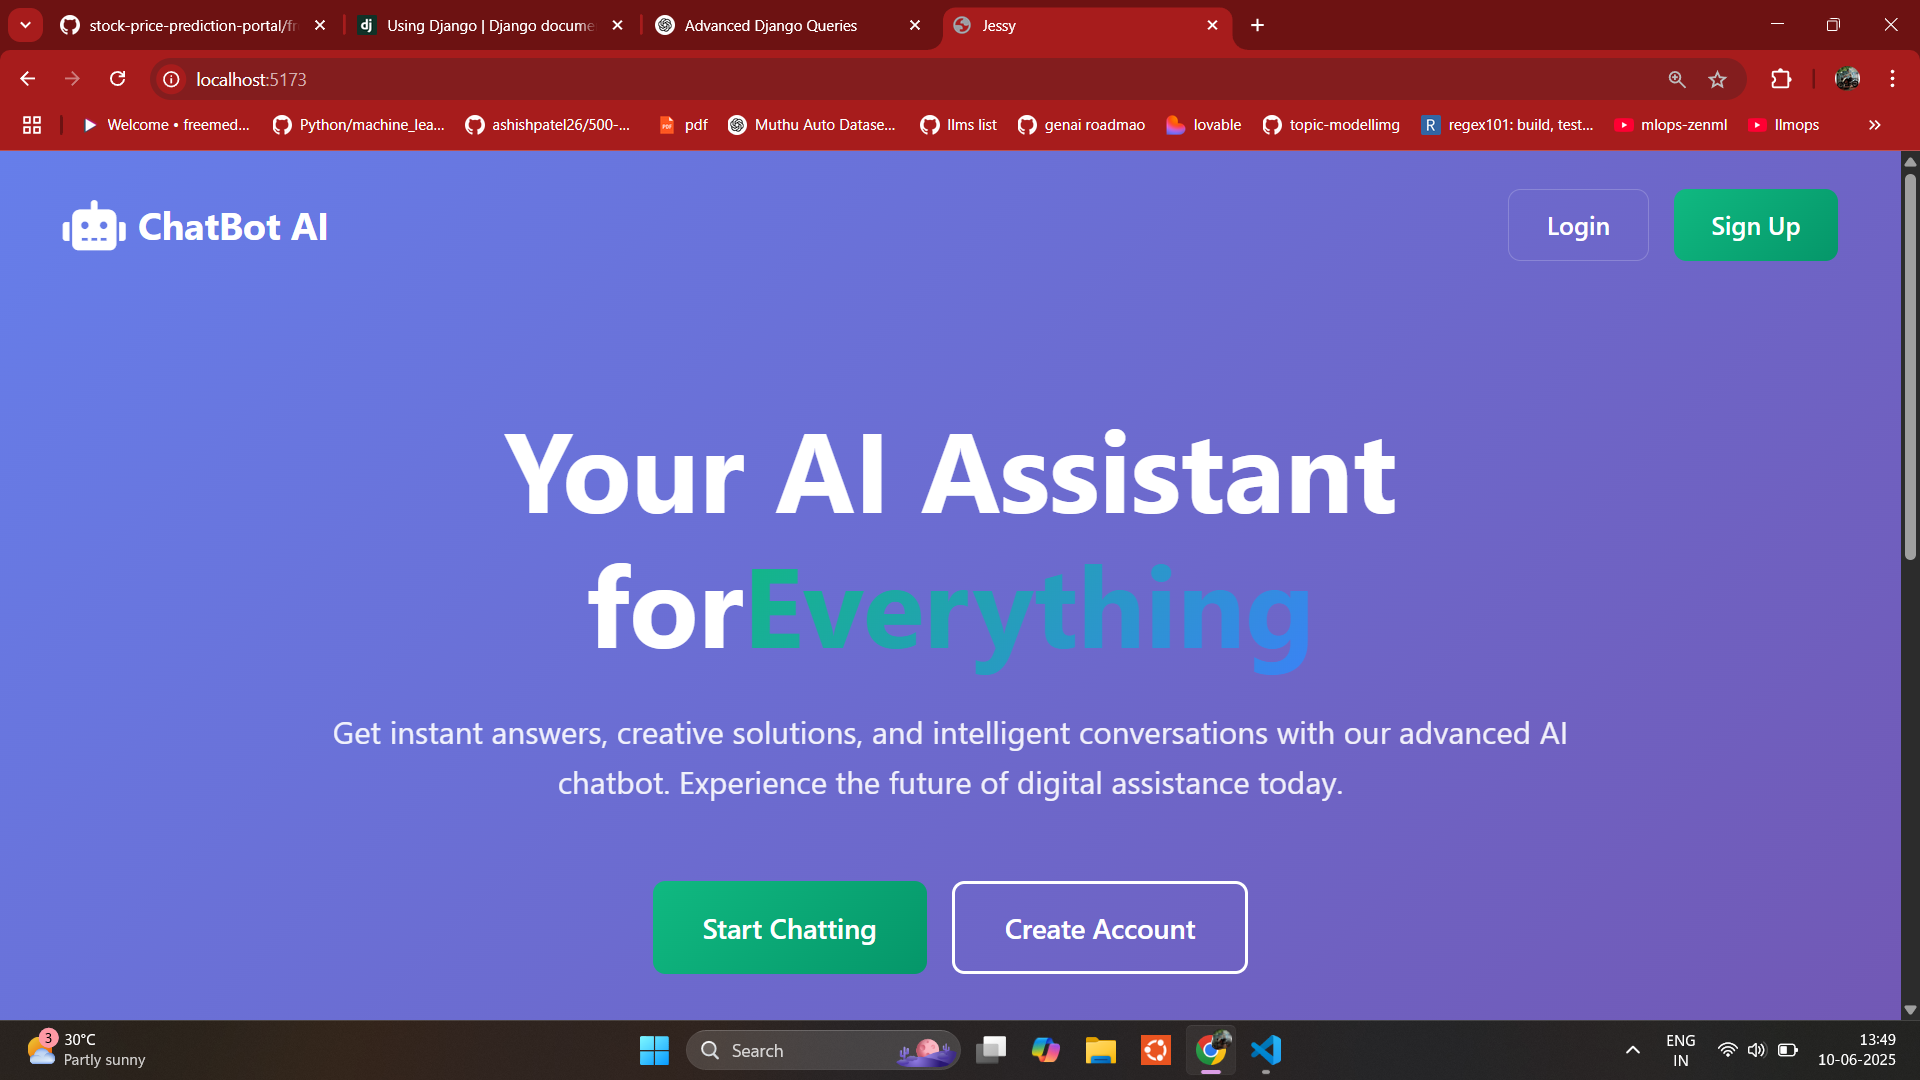 stock-price-prediction-portal/fr
dj Using Django | Django docume
Advanced Django Queries
Jessy
localhost:5173
Welcome • freemed...
Python/machine_lea...
ashishpatel26/500-...
PDF pdf
Muthu Auto Datase...
llms list
genai roadmao
lovable
topic-modellimg
R regex101: build, test...
mlops-zenml
llmops
ChatBot AI
Login
Sign Up
Your AI Assistant
forEverything
Get instant answers, creative solutions, and intelligent conversations with our advanced AI
chatbot. Experience the future of digital assistance today.
Start Chatting
Create Account
3
30°C
Partly sunny
Search
ENG
IN
13:49
10-06-2025